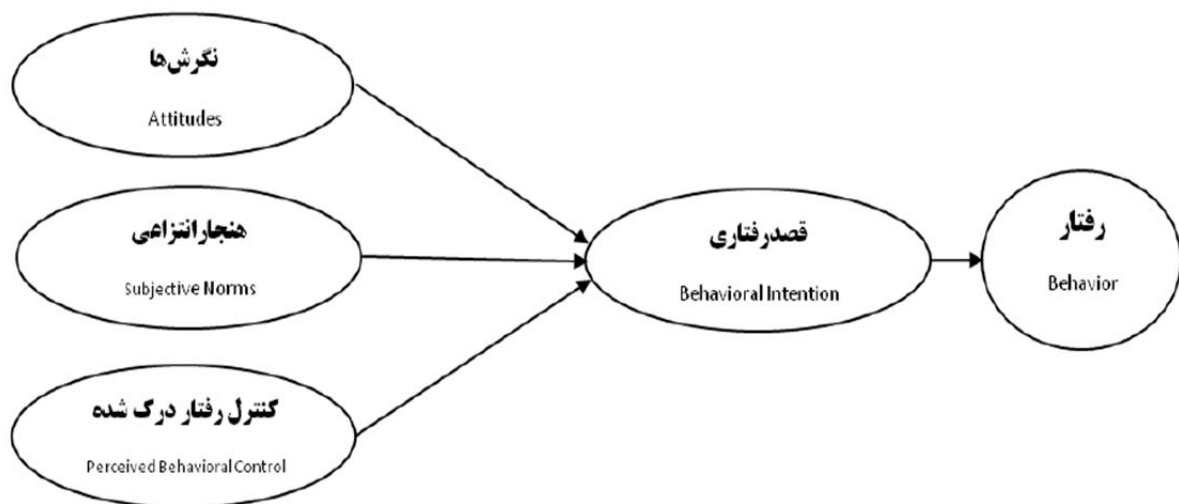 نگرش‌ها
Attitudes
هنجارانتزاعی
Subjective Norms
کنترل رفتار درک شده
Perceived Behavioral Control
قصدرفتاری
Behavioral Intention
رفتار
Behavior